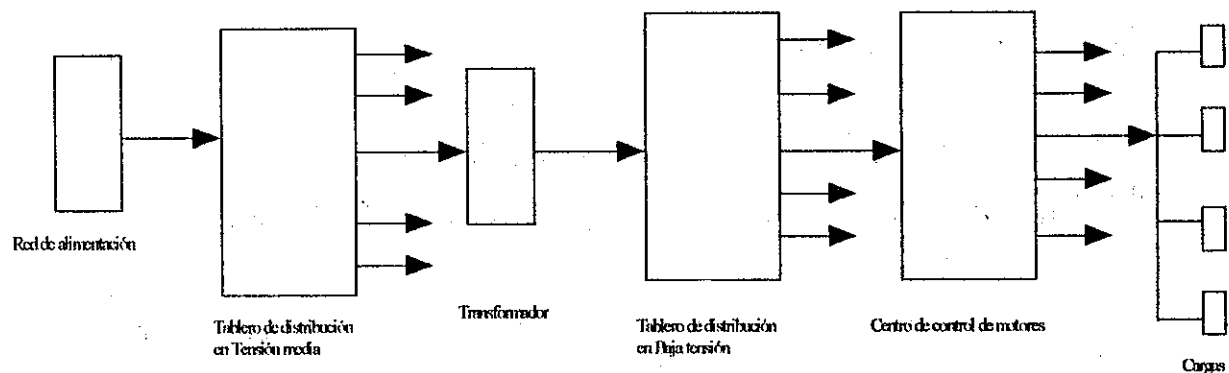 Red de alimentación
Tablero de distribución
en Tensión media
Transformador
Tablero de distribución
en Baja tensión
Centro de control de motores
Cargas